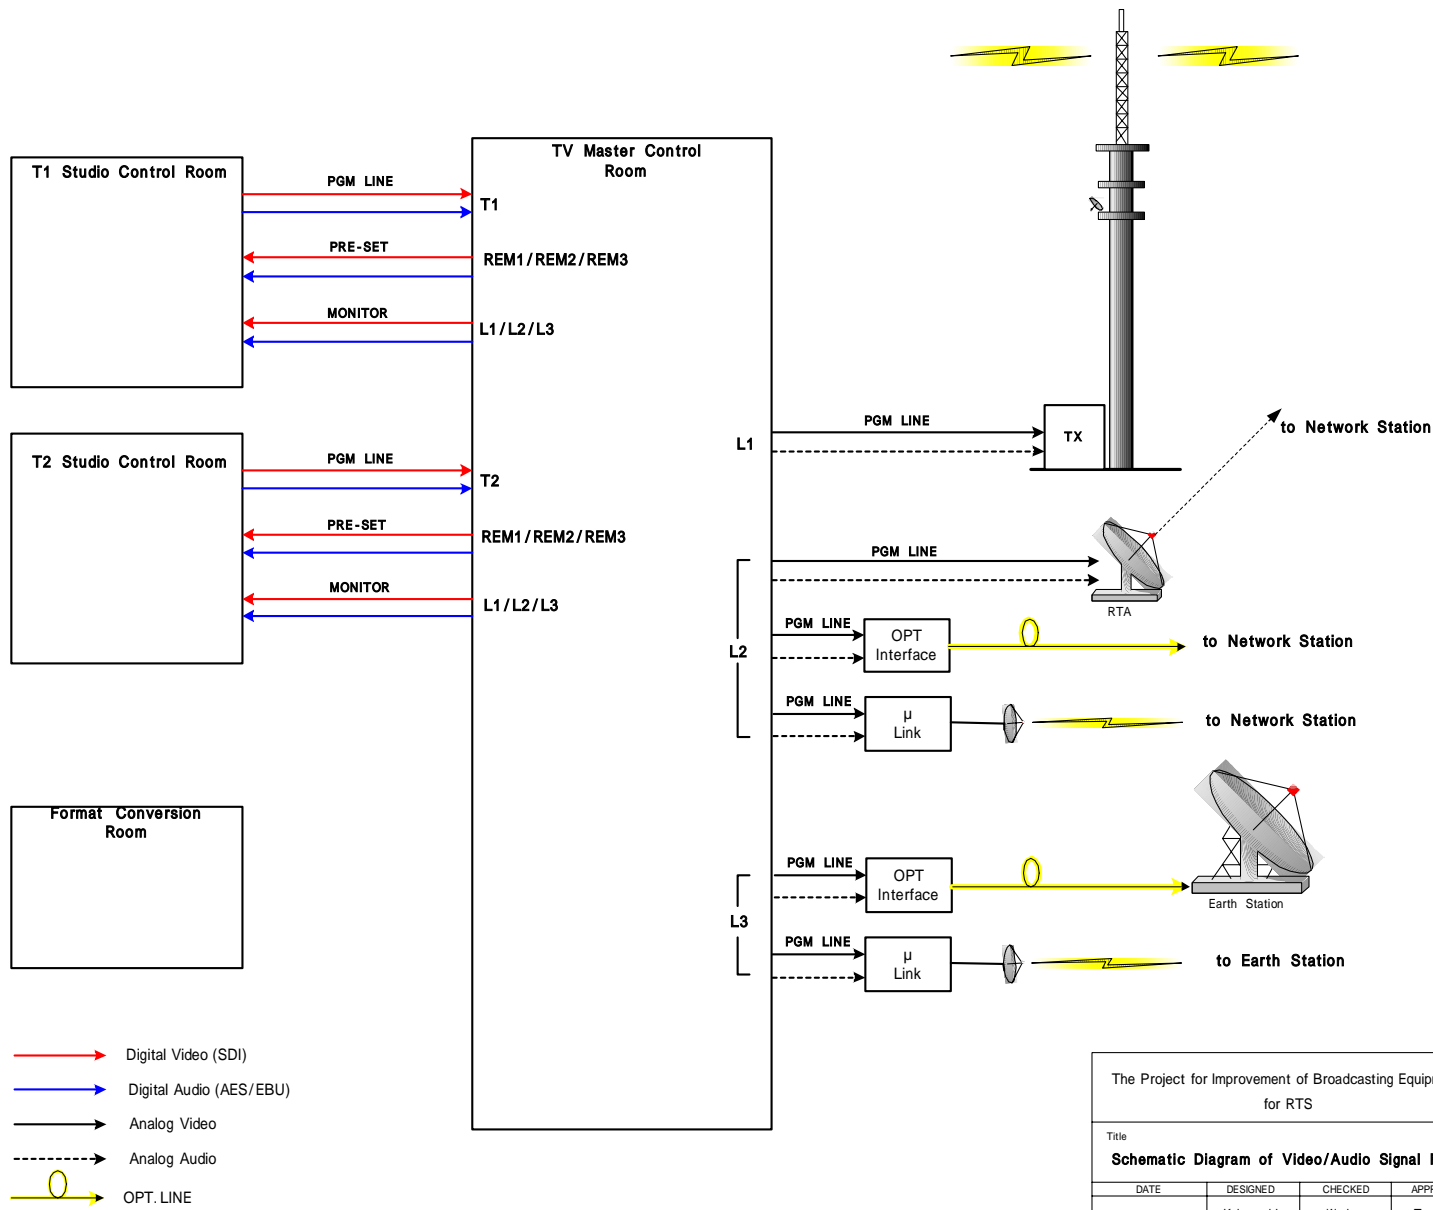 T1 Studio Control Room
PGM LINE
PRE-SET
MONITOR
TV Master Control
Room
T1
REM1/REM2/REM3
L1/L2/L3
T2 Studio Control Room
PGM LINE
PRE-SET
MONITOR
T2
REM1/REM2/REM3
L1/L2/L3
L1
PGM LINE
TX
to Network Station
L2
PGM LINE
RTA
PGM LINE
OPT
Interface
to Network Station
PGM LINE
µ
Link
to Network Station
Format Conversion
Room
L3
PGM LINE
OPT
Interface
Earth Station
PGM LINE
µ
Link
to Earth Station
Digital Video (SDI)
Digital Audio (AES/EBU)
Analog Video
Analog Audio
OPT. LINE
The Project for Improvement of Broadcasting Equip
for RTS
Title
Schematic Diagram of Video/Audio Signal
DATE DESIGNED CHECKED APP